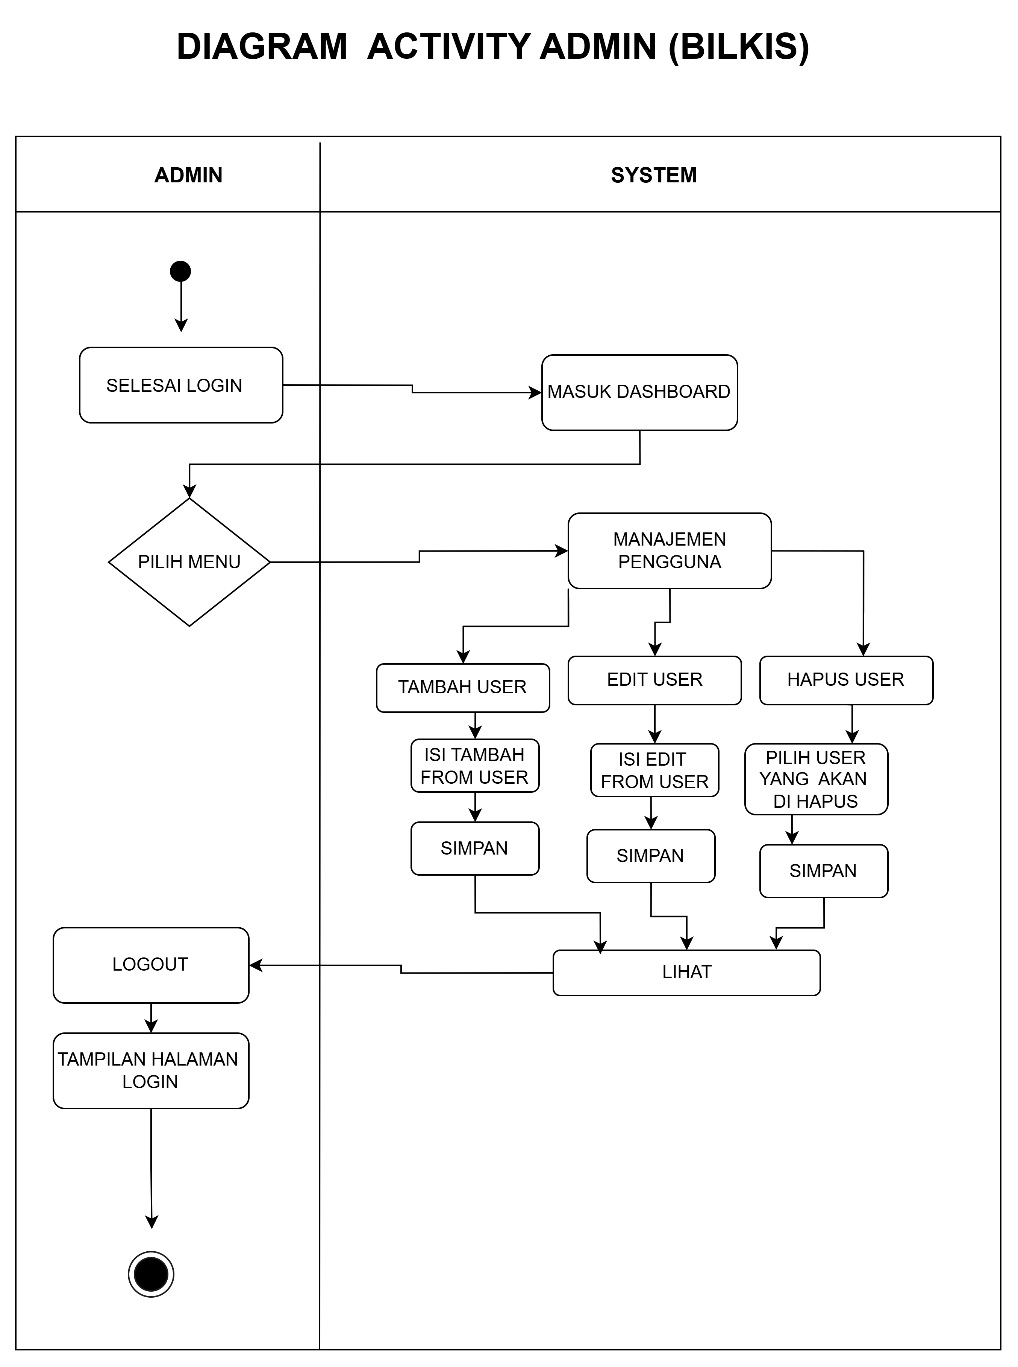 DIAGRAM ACTIVITY ADMIN (BILKIS)
ADMIN
SYSTEM
SELESAI LOGIN
MASUK DASHBOARD
PILIH MENU
MANAJEMEN
PENGGUNA
TAMBAH USER
EDIT USER
HAPUS USER
ISI TAMBAH
FROM USER
ISI EDIT
FROM USER
PILIH USER
YANG AKAN
DI HAPUS
SIMPAN
SIMPAN
SIMPAN
LOGOUT
LIHAT
TAMPILAN HALAMAN
LOGIN